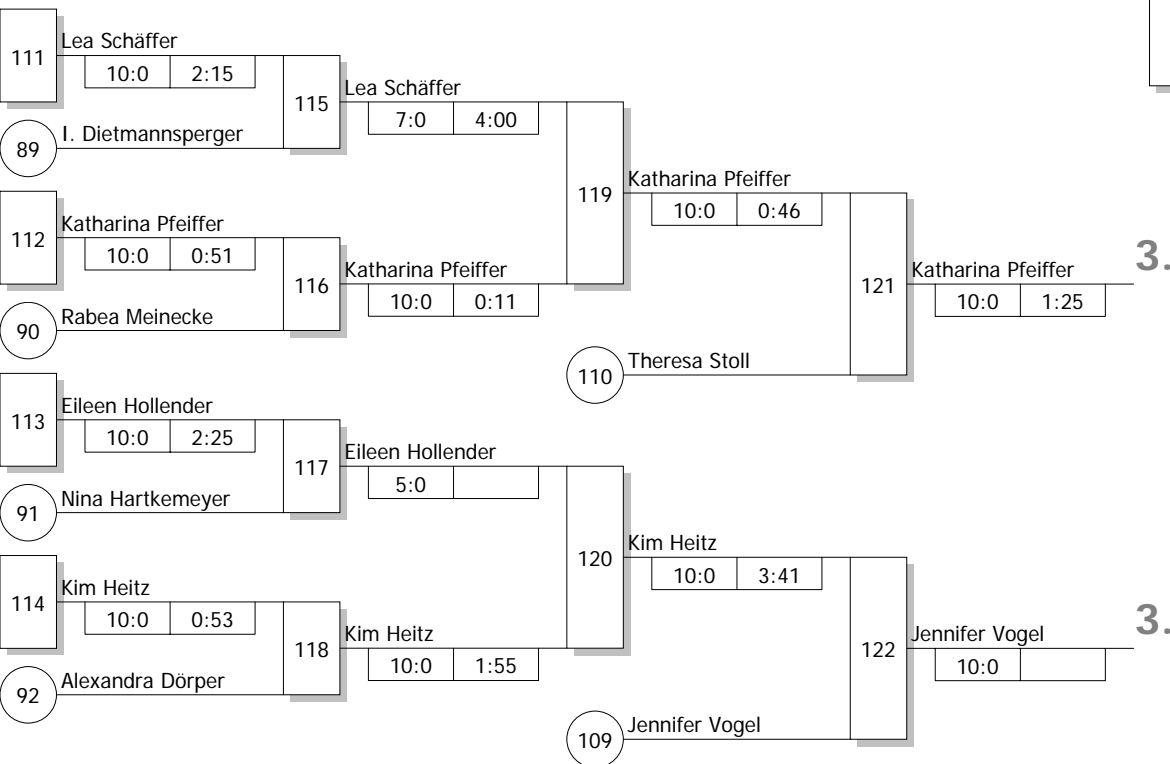 111
Lea Schäffer
10:0 2:15
89
I. Dietmannsperger
115
Lea Schäffer
7:0 4:00
112
Katharina Pfeiffer
10:0 0:51
90
Rabea Meinecke
116
Katharina Pfeiffer
10:0 0:11
119
Katharina Pfeiffer
10:0 0:46
110
Theresa Stoll
121
Katharina Pfeiffer
10:0 1:25
3.
113
Eileen Hollender
10:0 2:25
91
Nina Hartkemeyer
117
Eileen Hollender
5:0
114
Kim Heitz
10:0 0:53
92
Alexandra Dörper
118
Kim Heitz
10:0 1:55
120
Kim Heitz
10:0 3:41
109
Jennifer Vogel
122
Jennifer Vogel
10:0
3.